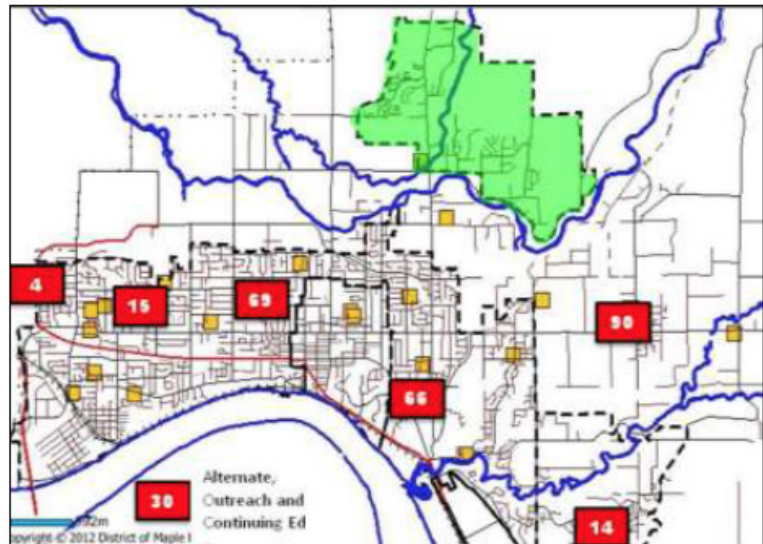 4
15
69
90
66
30
Alternate,
Outreach and
Continuing Ed
14
opyright © 2012 District of Maple